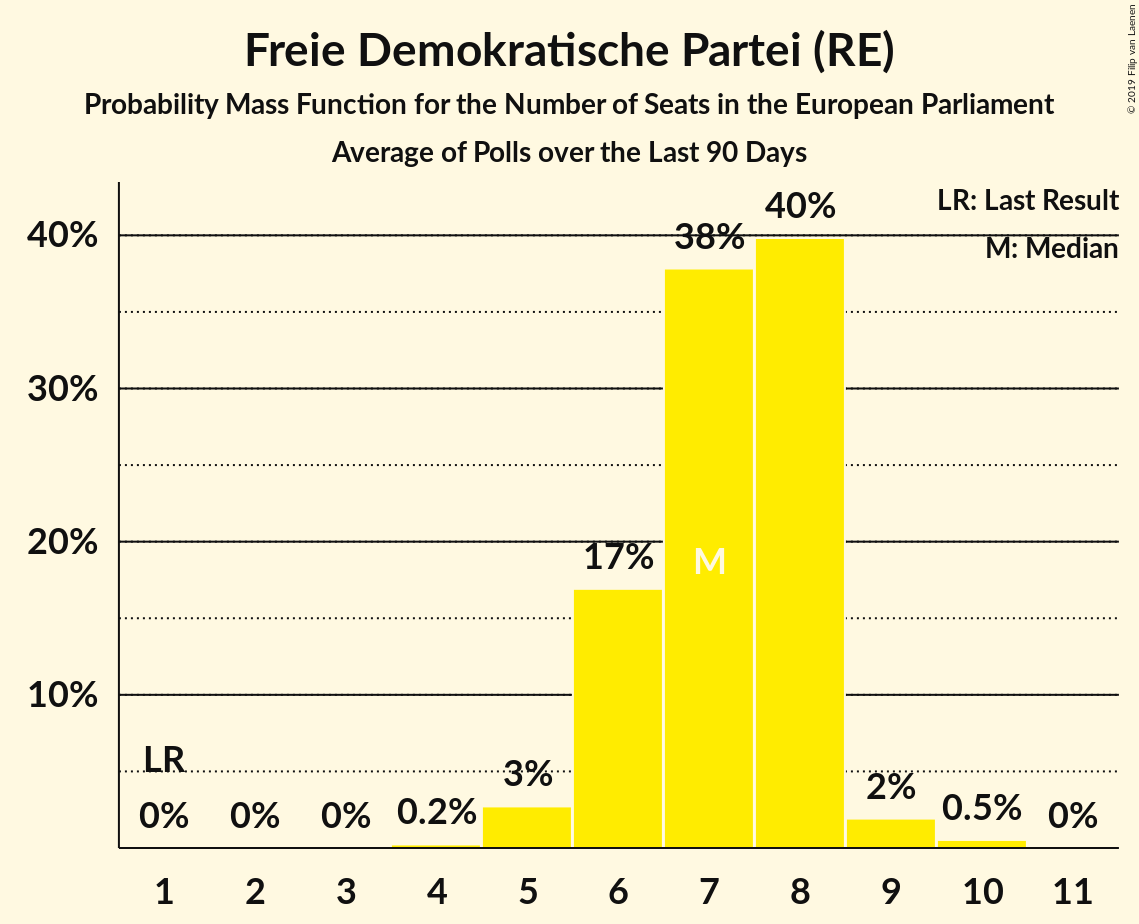 Freie Demokratische Partei (RE)
Probability Mass Function for the Number of Seats in the European Parliament
Average of Polls over the Last 90 Days
© 2019 Filip van Laenen
LR: Last Result
M: Median
40%
30%
20%
10%
LR
0%
0%
0%
0.2%
3%
17%
38%
40%
2%
0.5%
0%
M
1 2 3 4 5 6 7 8 9 10 11